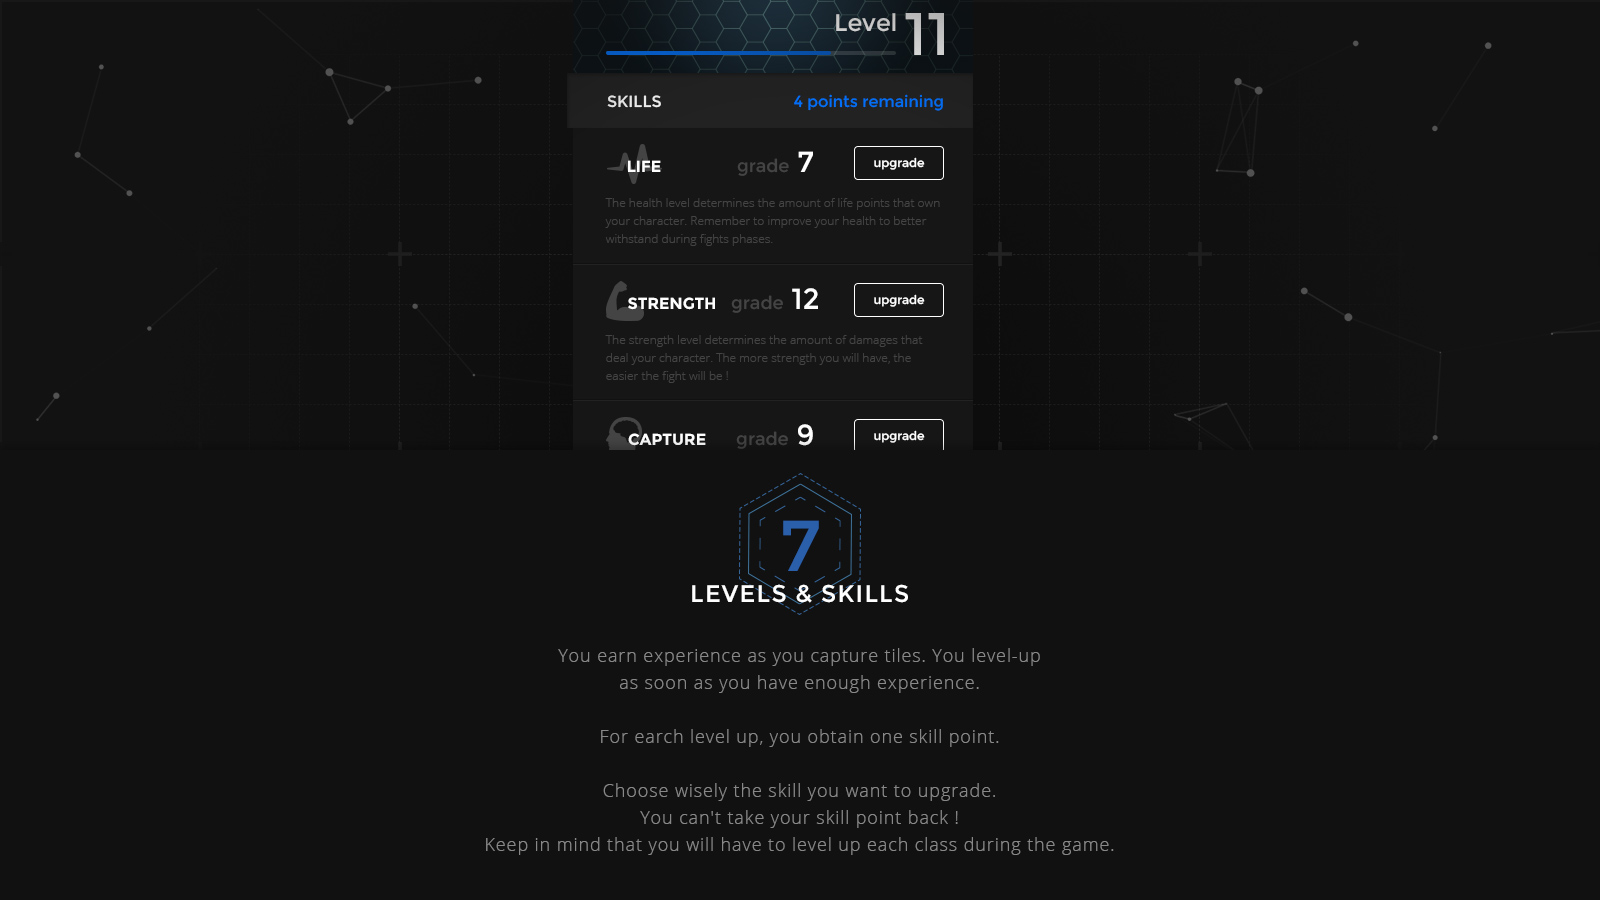 Level 11
SKILLS 4 points remaining
LIFE grade 7 upgrade
The health level determines the amount of life points that own
your character. Remember to improve your health to better
withstand during fights phases.
STRENGTH grade 12 upgrade
The strength level determines the amount of damages that
deal your character. The more strength you will have, the
easier the fight will be !
CAPTURE grade 9 upgrade
7
LEVELS & SKILLS
You earn experience as you capture tiles. You level-up
as soon as you have enough experience.
For earch level up, you obtain one skill point.
Choose wisely the skill you want to upgrade.
You can't take your skill point back !
Keep in mind that you will have to level up each class during the game.